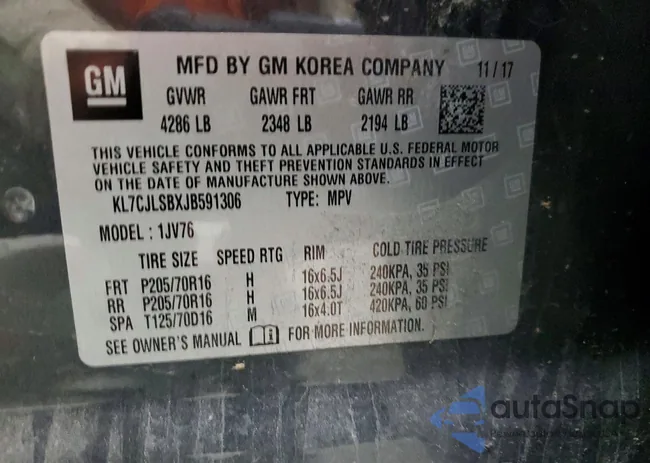 GM MFD BY GM KOREA COMPANY 11/17
GVWR GAWR FRT GAWR RR
4286 LB 2348 LB 2194 LB
THIS VEHICLE CONFORMS TO ALL APPLICABLE U.S. FEDERAL MOTOR
VEHICLE SAFETY AND THEFT PREVENTION STANDARDS IN EFFECT
ON THE DATE OF MANUFACTURE SHOWN ABOVE.
KL7CJLSBXJB591306 TYPE: MPV
MODEL : 1JV76
TIRE SIZE SPEED RTG RIM COLD TIRE PRESSURE
FRT P205/70R16 H 16x6.5J 240KPA, 35 PSI
RR P205/70R16 H 16x6.5J 240KPA, 35 PSI
SPA T125/70D16 M 16x4.0T 420KPA, 60 PSI
SEE OWNER'S MANUAL FOR MORE INFORMATION.
autoSnap